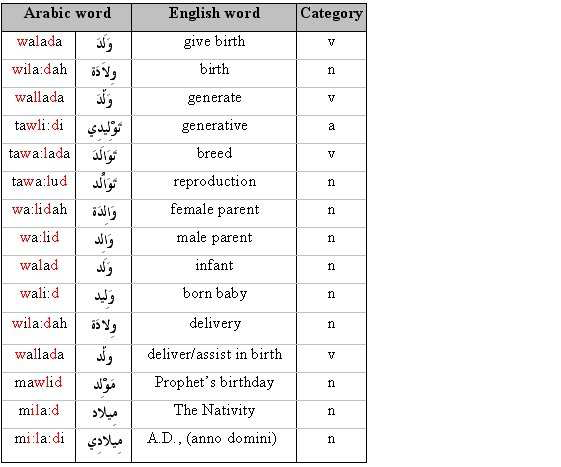 Arabic word English word Category
walada وَلَدَ give birth v
wila:dah وِلاَدَة birth n
wallada وَلَّدَ generate v
tawli:di تَوْلِيدِي generative a
tawa:lada تَوَالَدَ breed v
tawa:lud تَوَالُد reproduction n
wa:lidah وَالِدَة female parent n
wa:lid وَالِد male parent n
walad وَلَد infant n
wali:d وَلِيد born baby n
wila:dah وِلادَة delivery n
wallada ولَّد deliver/assist in birth v
mawlid مَوْلِد Prophet’s birthday n
mila:d مِيلاد The Nativity n
mi:la:di مِيلادِي A.D., (anno domini) n